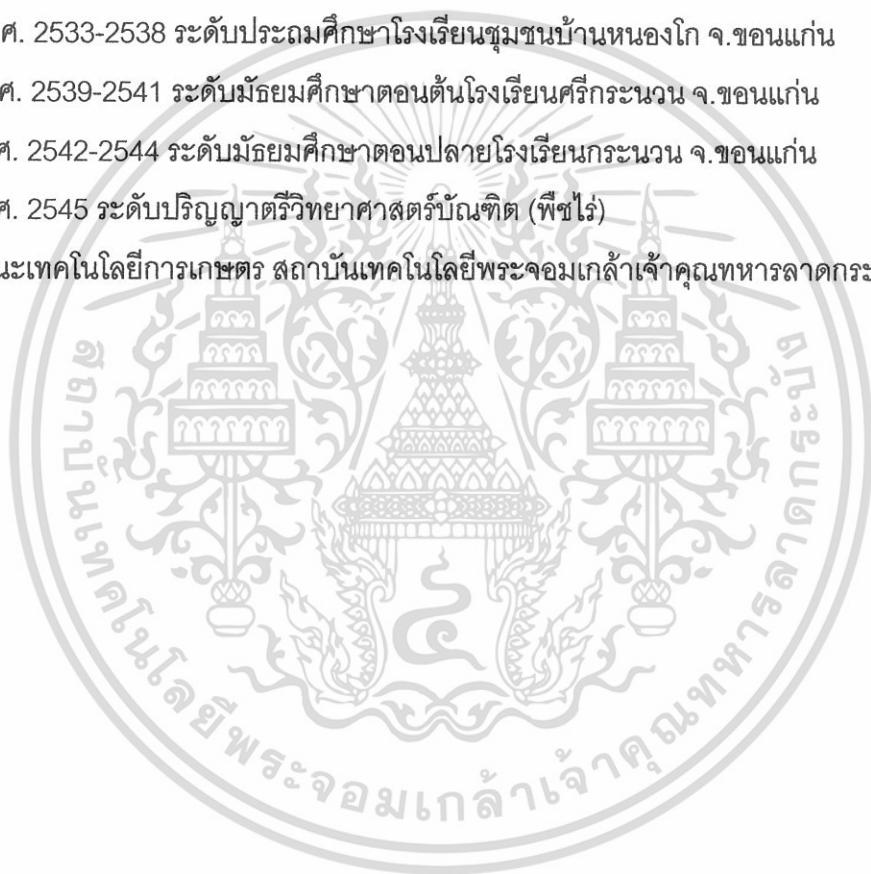 ศ. 2533-2538 ระดับประถมศึกษาโรงเรียนชุมชนบ้านหนองโก จ.ขอนแก่น
ศ. 2539-2541 ระดับมัธยมศึกษาตอนต้นโรงเรียนศรีกระนวน จ.ขอนแก่น
ศ. 2542-2544 ระดับมัธยมศึกษาตอนปลายโรงเรียนกระนวน จ.ขอนแก่น
ศ. 2545 ระดับปริญญาตรีวิทยาศาสตร์บัณฑิต (พืชไร่)
นะเทคโนโลยีการเกษตร สถาบันเทคโนโลยีพระจอมเกล้าเจ้าคุณทหารลาดกระ
สถาบันเทคโนโลยีพระจอมเกล้าเจ้าคุณทหารลาดกระบัง
๔